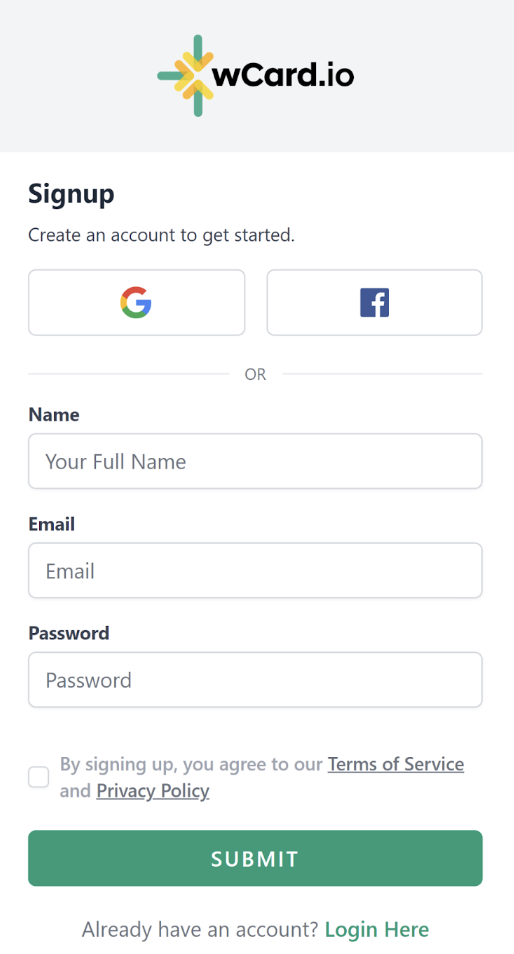 wCard.io
Signup
Create an account to get started.
OR
Name
Your Full Name
Email
Email
Password
Password
By signing up, you agree to our Terms of Service
and Privacy Policy
SUBMIT
Already have an account? Login Here